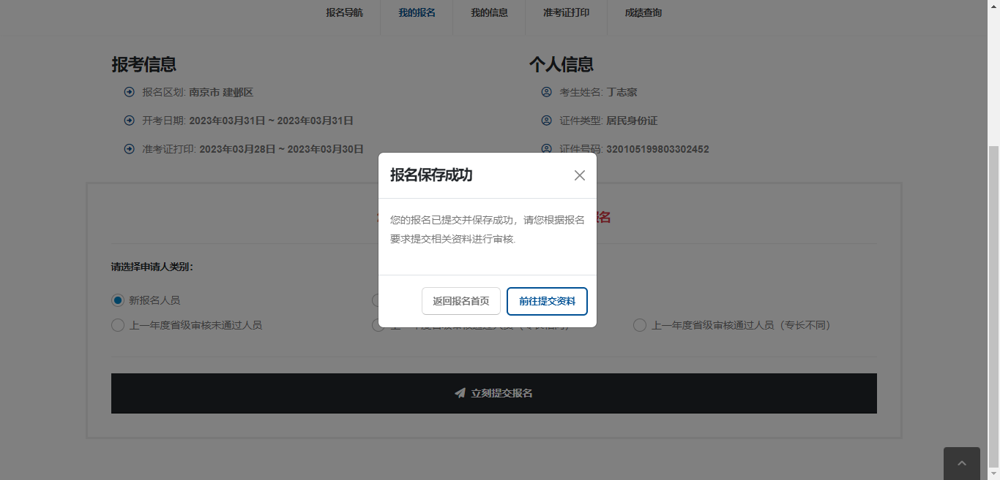 报名导航 我的报名 我的信息 准考证打印 成绩查询
报考信息
报名区划: 南京市 建邺区
开考日期: 2023年03月31日 ~ 2023年03月31日
准考证打印: 2023年03月28日 ~ 2023年03月30日
个人信息
考生姓名: 丁志豪
证件类型: 居民身份证
证件号码: 320105199803302452
报名保存成功
您的报名已提交并保存成功，请您根据报名
要求提交相关资料进行审核.
返回报名首页 前往提交资料
名
请选择申请人类别：
新报名人员
上一年度省级审核未通过人员
上一年度省级审核通过人员（专长不同）
立刻提交报名